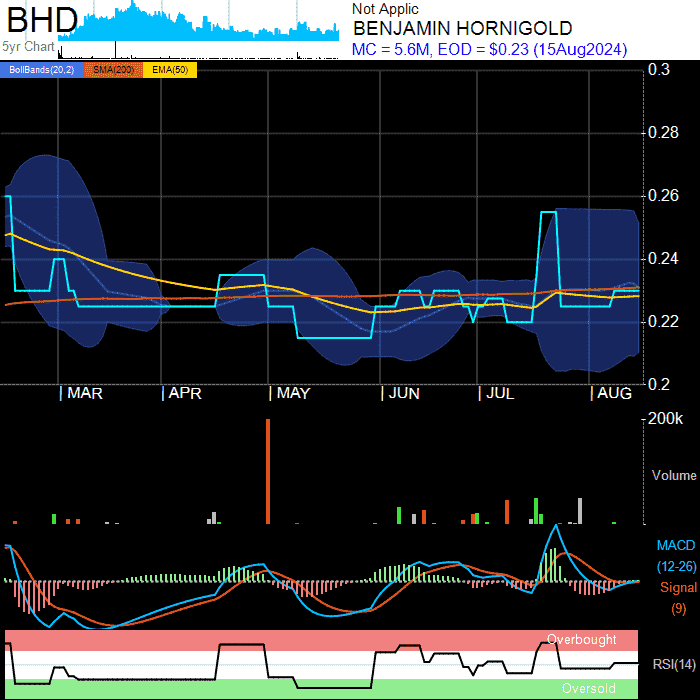 BHD
5yr Chart
Not Applic
BENJAMIN HORNIGOLD
MC = 5.6M, EOD = $0.23 (15Aug2024)
BollBands(20,2) SMA(200) EMA(50)
0.3
0.28
0.26
0.24
0.22
0.2
MAR APR MAY JUN JUL AUG
200k
Volume
MACD
(12-26)
Signal
(9)
Overbought
RSI(14)
Oversold